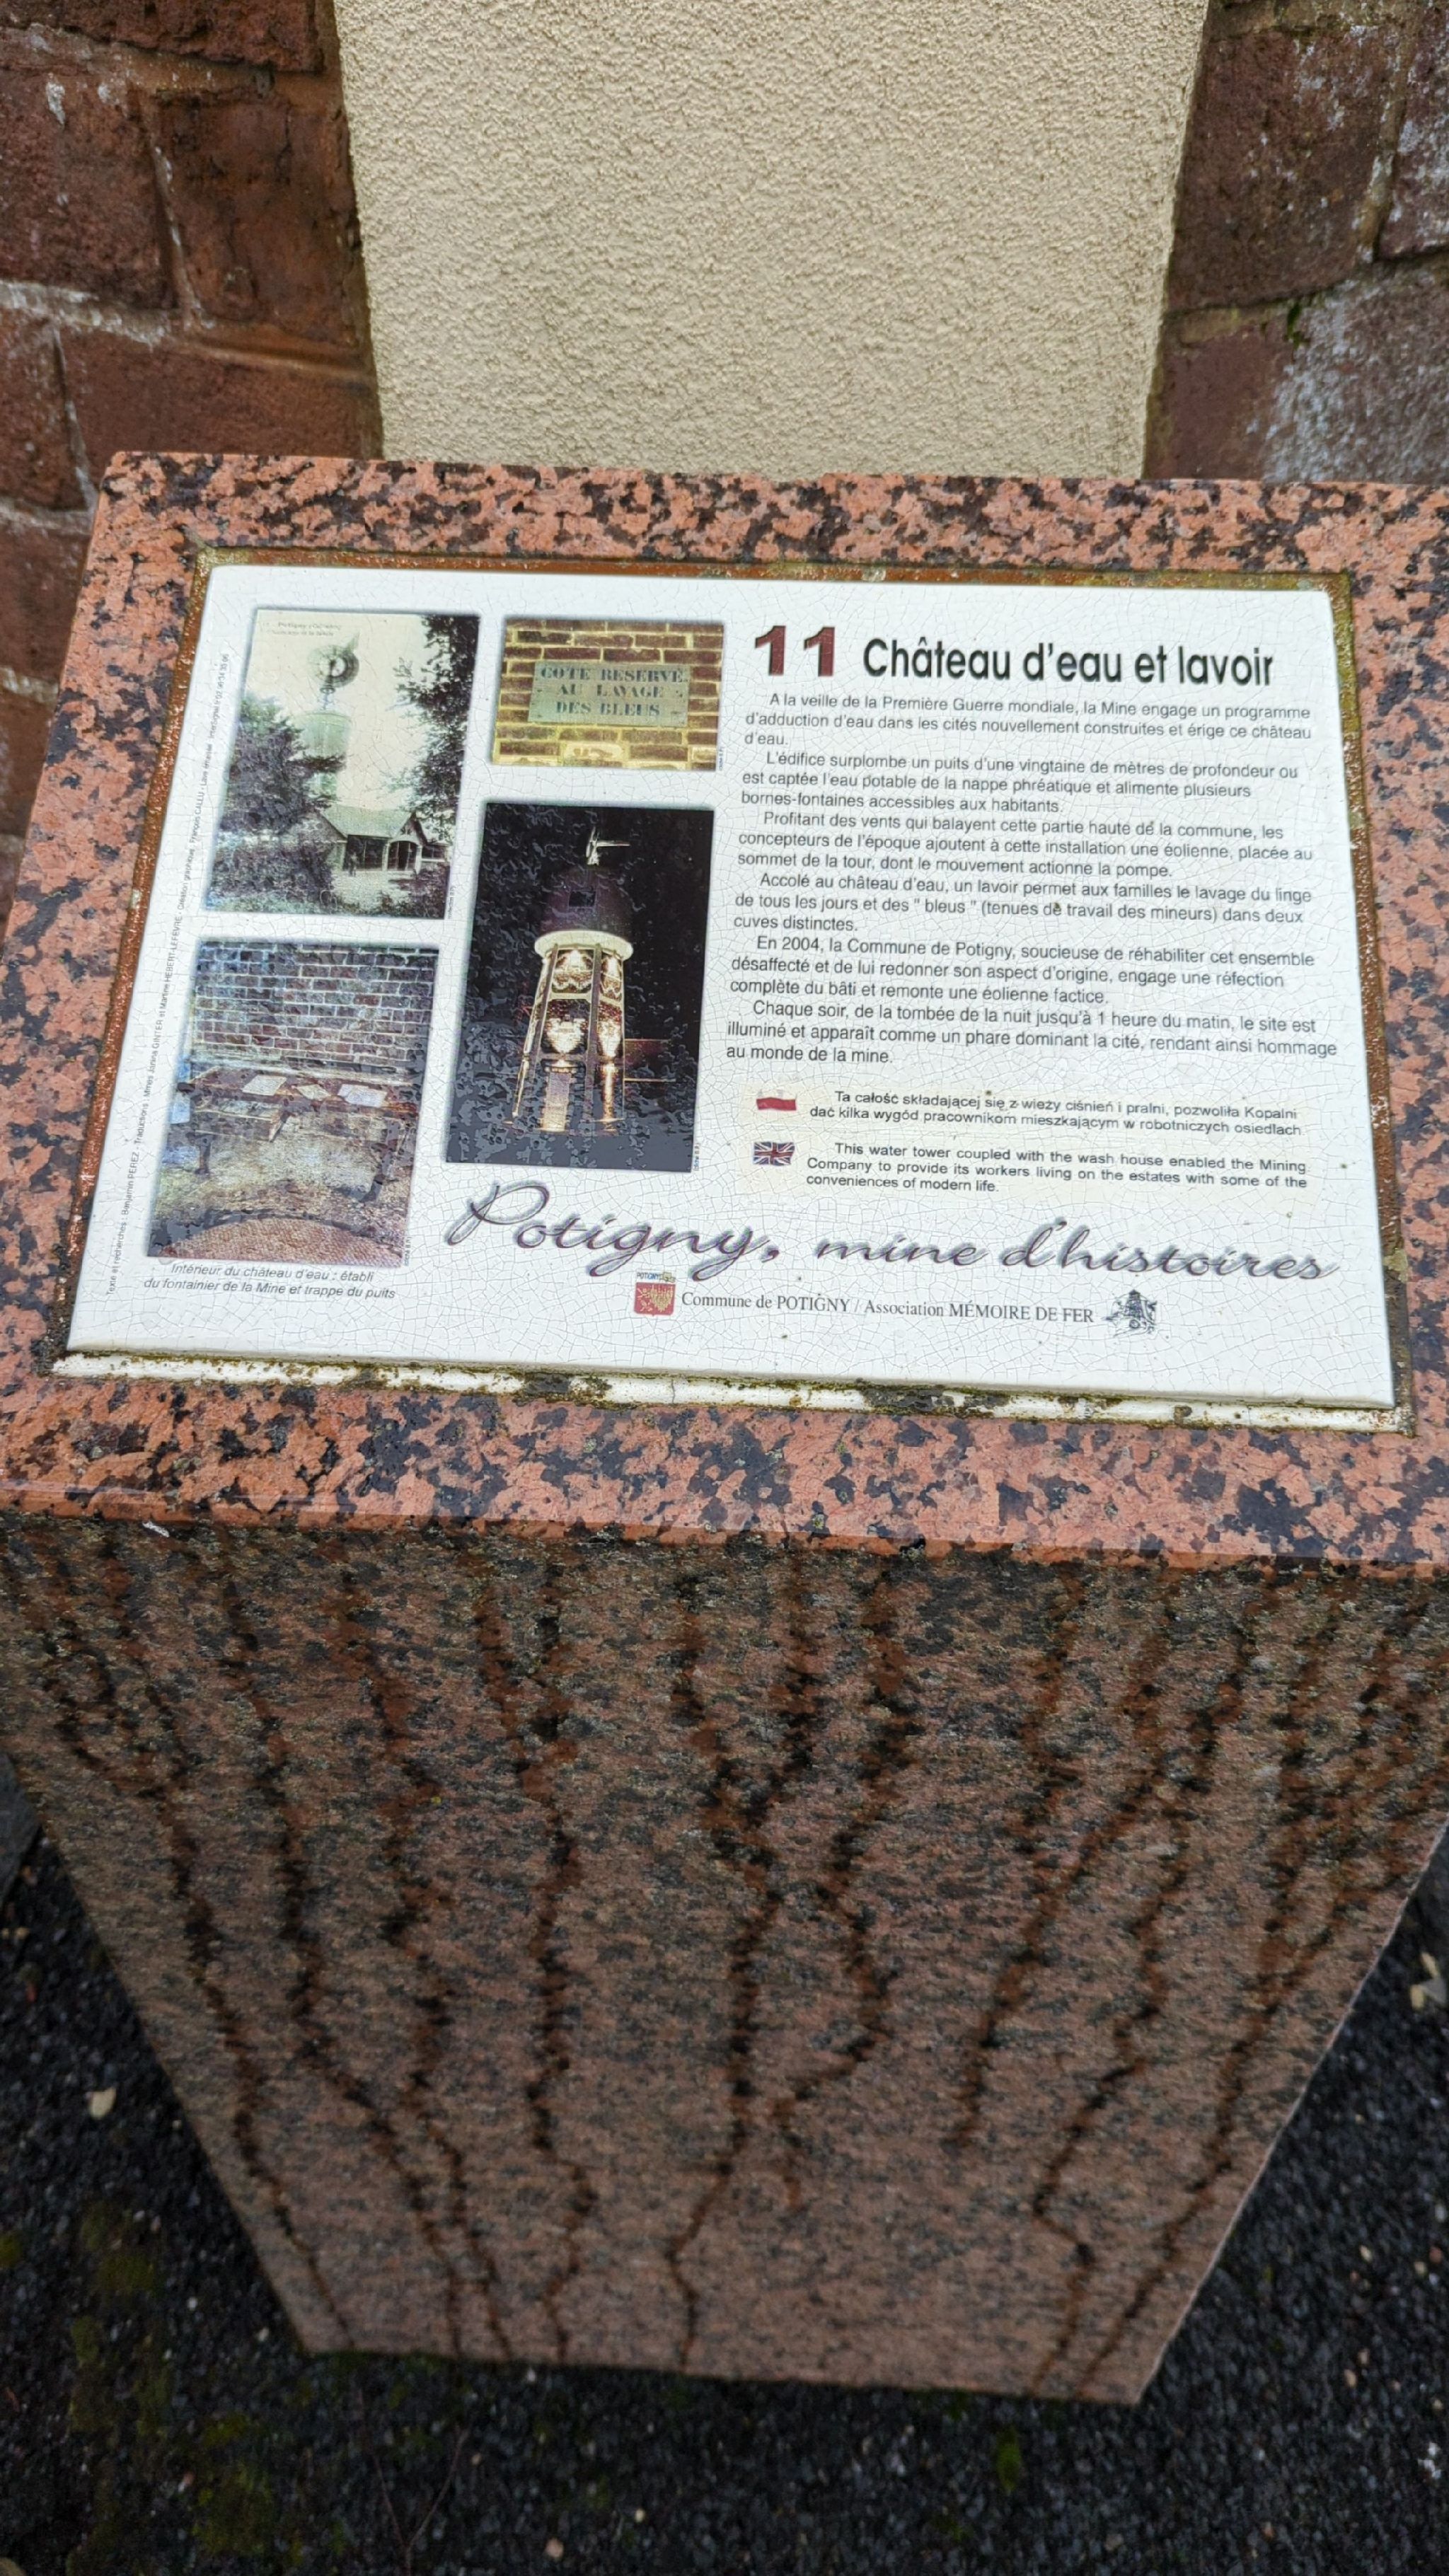 COTE RESERVE
AU LAVAGE
DES BLEUS
Intérieur du château d'eau : établi
du fontainier de la Mine et trappe du puits
11 Château d'eau et lavoir
A la veille de la Première Guerre mondiale, la Mine engage un programme
d'adduction d'eau dans les cités nouvellement construites et érige ce château
d'eau.
L'édifice surplombe un puits d'une vingtaine de mètres de profondeur ou
est captée l'eau potable de la nappe phréatique et alimente plusieurs
bornes-fontaines accessibles aux habitants.
Profitant des vents qui balayent cette partie haute de la commune, les
concepteurs de l'époque ajoutent à cette installation une éolienne, placée au
sommet de la tour, dont le mouvement actionne la pompe.
Accolé au château d'eau, un lavoir permet aux familles le lavage du linge
de tous les jours et des " bleus " (tenues de travail des mineurs) dans deux
cuves distinctes.
En 2004, la Commune de Potigny, soucieuse de réhabiliter cet ensemble
désaffecté et de lui redonner son aspect d'origine, engage une réfection
complète du bâti et remonte une éolienne factice.
Chaque soir, de la tombée de la nuit jusqu'à 1 heure du matin, le site est
illuminé et apparaît comme un phare dominant la cité, rendant ainsi hommage
au monde de la mine.
Ta całość składającej się z wieży ciśnień i pralni, pozwoliła Kopalni
dać kilka wygód pracownikom mieszkającym w robotniczych osiedlach.
This water tower coupled with the wash house enabled the Mining
Company to provide its workers living on the estates with some of the
conveniences of modern life.
Potigny, mine d'histoires
POTIGNY
Commune de POTIGNY / Association MÉMOIRE DE FER